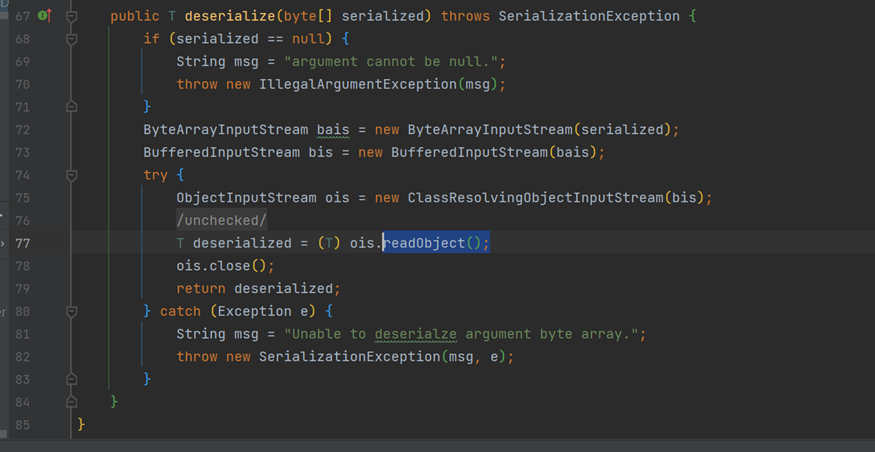 67 public T deserialize(byte[] serialized) throws SerializationException {
68 if (serialized == null) {
69 String msg = "argument cannot be null.";
70 throw new IllegalArgumentException(msg);
71 }
72 ByteArrayInputStream bais = new ByteArrayInputStream(serialized);
73 BufferedInputStream bis = new BufferedInputStream(bais);
74 try {
75 ObjectInputStream ois = new ClassResolvingObjectInputStream(bis);
76 /unchecked/
77 T deserialized = (T) ois.readObject();
78 ois.close();
79 return deserialized;
80 } catch (Exception e) {
81 String msg = "Unable to deserialze argument byte array.";
82 throw new SerializationException(msg, e);
83 }
84 }
85 }